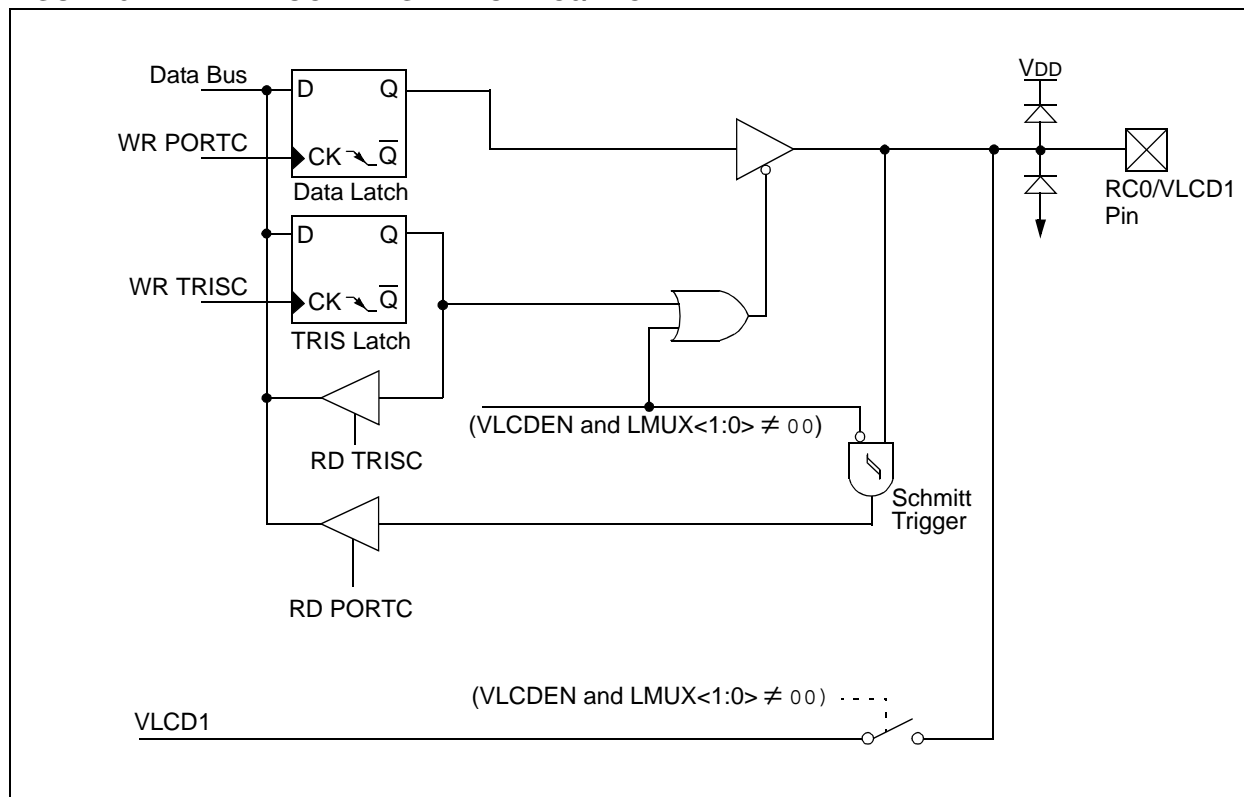 Data Bus
D Q
VDD
WR PORTC
CK Q
Data Latch
RC0/VLCD1
Pin
D Q
WR TRISC
CK Q
TRIS Latch
(VLCDEN and LMUX<1:0> ≠ 00)
RD TRISC
Schmitt
Trigger
RD PORTC
(VLCDEN and LMUX<1:0> ≠ 00)
VLCD1